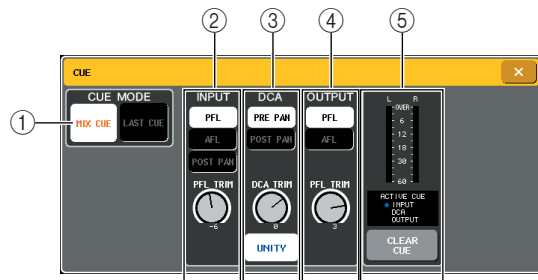 ② ③ ④ ⑤
CUE ×
①
CUE MODE
MIX CUE LAST CUE
INPUT
PFL
AFL
POST PAN
PFL TRIM
-6
DCA
PRE PAN
POST PAN
DCA TRIM
0
UNITY
OUTPUT
PFL
AFL
PFL TRIM
3
L R
OVER
6
12
18
30
60
ACTIVE CUE
INPUT
DCA
OUTPUT
CLEAR
CUE